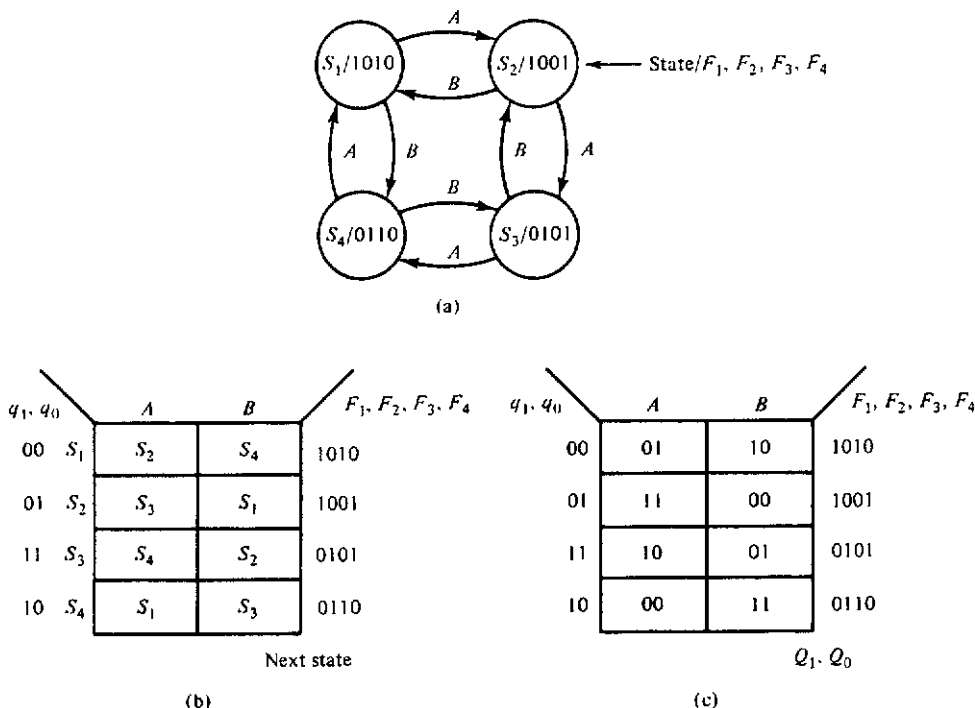 A
S₁/1010
S₂/1001
State/F₁, F₂, F₃, F₄
B
A
B
B
A
B
S₄/0110
S₃/0101
A
(a)
q₁, q₀ A B F₁, F₂, F₃, F₄
00 S₁ S₂ S₄ 1010
01 S₂ S₃ S₁ 1001
11 S₃ S₄ S₂ 0101
10 S₄ S₁ S₃ 0110
Next state
(b)
q₁, q₀ A B F₁, F₂, F₃, F₄
00 01 10 1010
01 11 00 1001
11 10 01 0101
10 00 11 0110
Q₁, Q₀
(c)